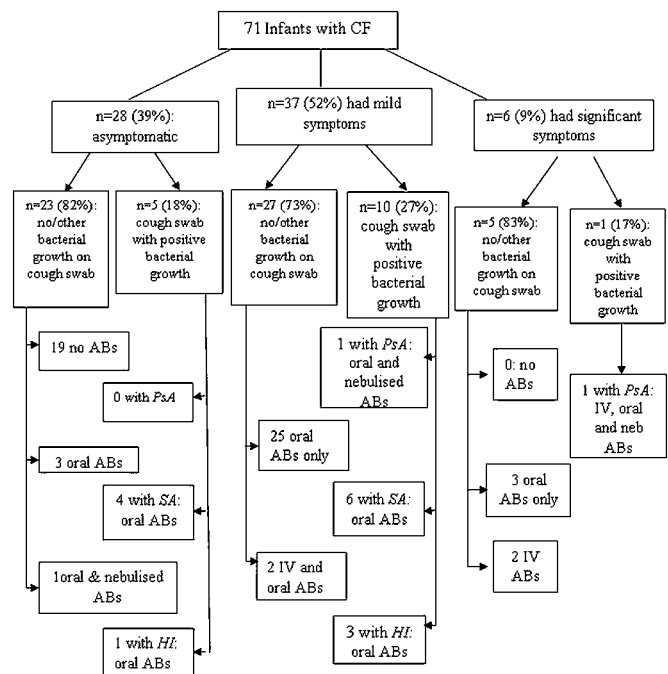 71 Infants with CF
n=28 (39%):
asymptomatic
n=37 (52%) had mild
symptoms
n=6 (9%) had significant
symptoms
n=23 (82%):
no/other
bacterial
growth on
cough swab
n=5 (18%):
cough swab
with positive
bacterial
growth
n=27 (73%):
no/other
bacterial
growth on
cough swab
n=10 (27%):
cough swab
with
positive
bacterial
growth
n=5 (83%):
no/other
bacterial
growth on
cough swab
n=1 (17%):
cough swab
with
positive
bacterial
growth
19 no ABs
0 with PsA
3 oral ABs
4 with SA:
oral ABs
1oral & nebulised
ABs
1 with HI:
oral ABs
25 oral
ABs only
2 IV and
oral ABs
1 with PsA:
oral and
nebulised
ABs
6 with SA:
oral ABs
3 with HI:
oral ABs
0: no
ABs
3 oral
ABs only
2 IV
ABs
1 with PsA:
IV, oral
and neb
ABs